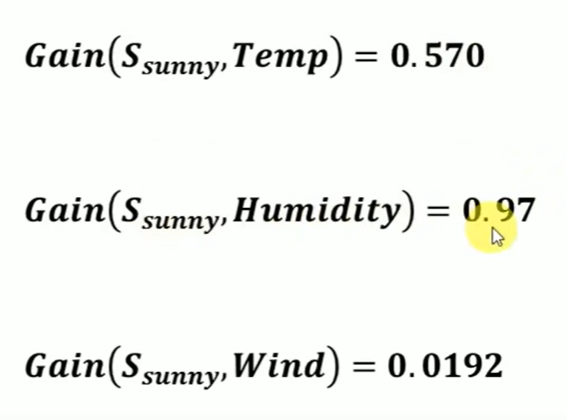 Gain(S_sunny, Temp) = 0.570
Gain(S_sunny, Humidity) = 0.97
Gain(S_sunny, Wind) = 0.0192